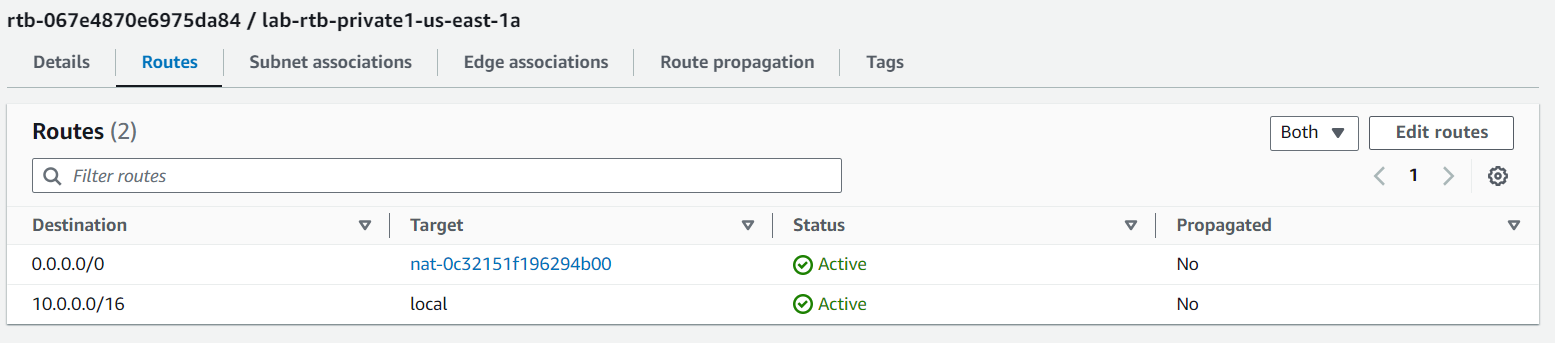 rtb-067e4870e6975da84 / lab-rtb-private1-us-east-1a
Details Routes Subnet associations Edge associations Route propagation Tags
Routes (2) Both Edit routes
Filter routes 1
Destination Target Status Propagated
0.0.0.0/0 nat-0c32151f196294b00 Active No
10.0.0.0/16 local Active No